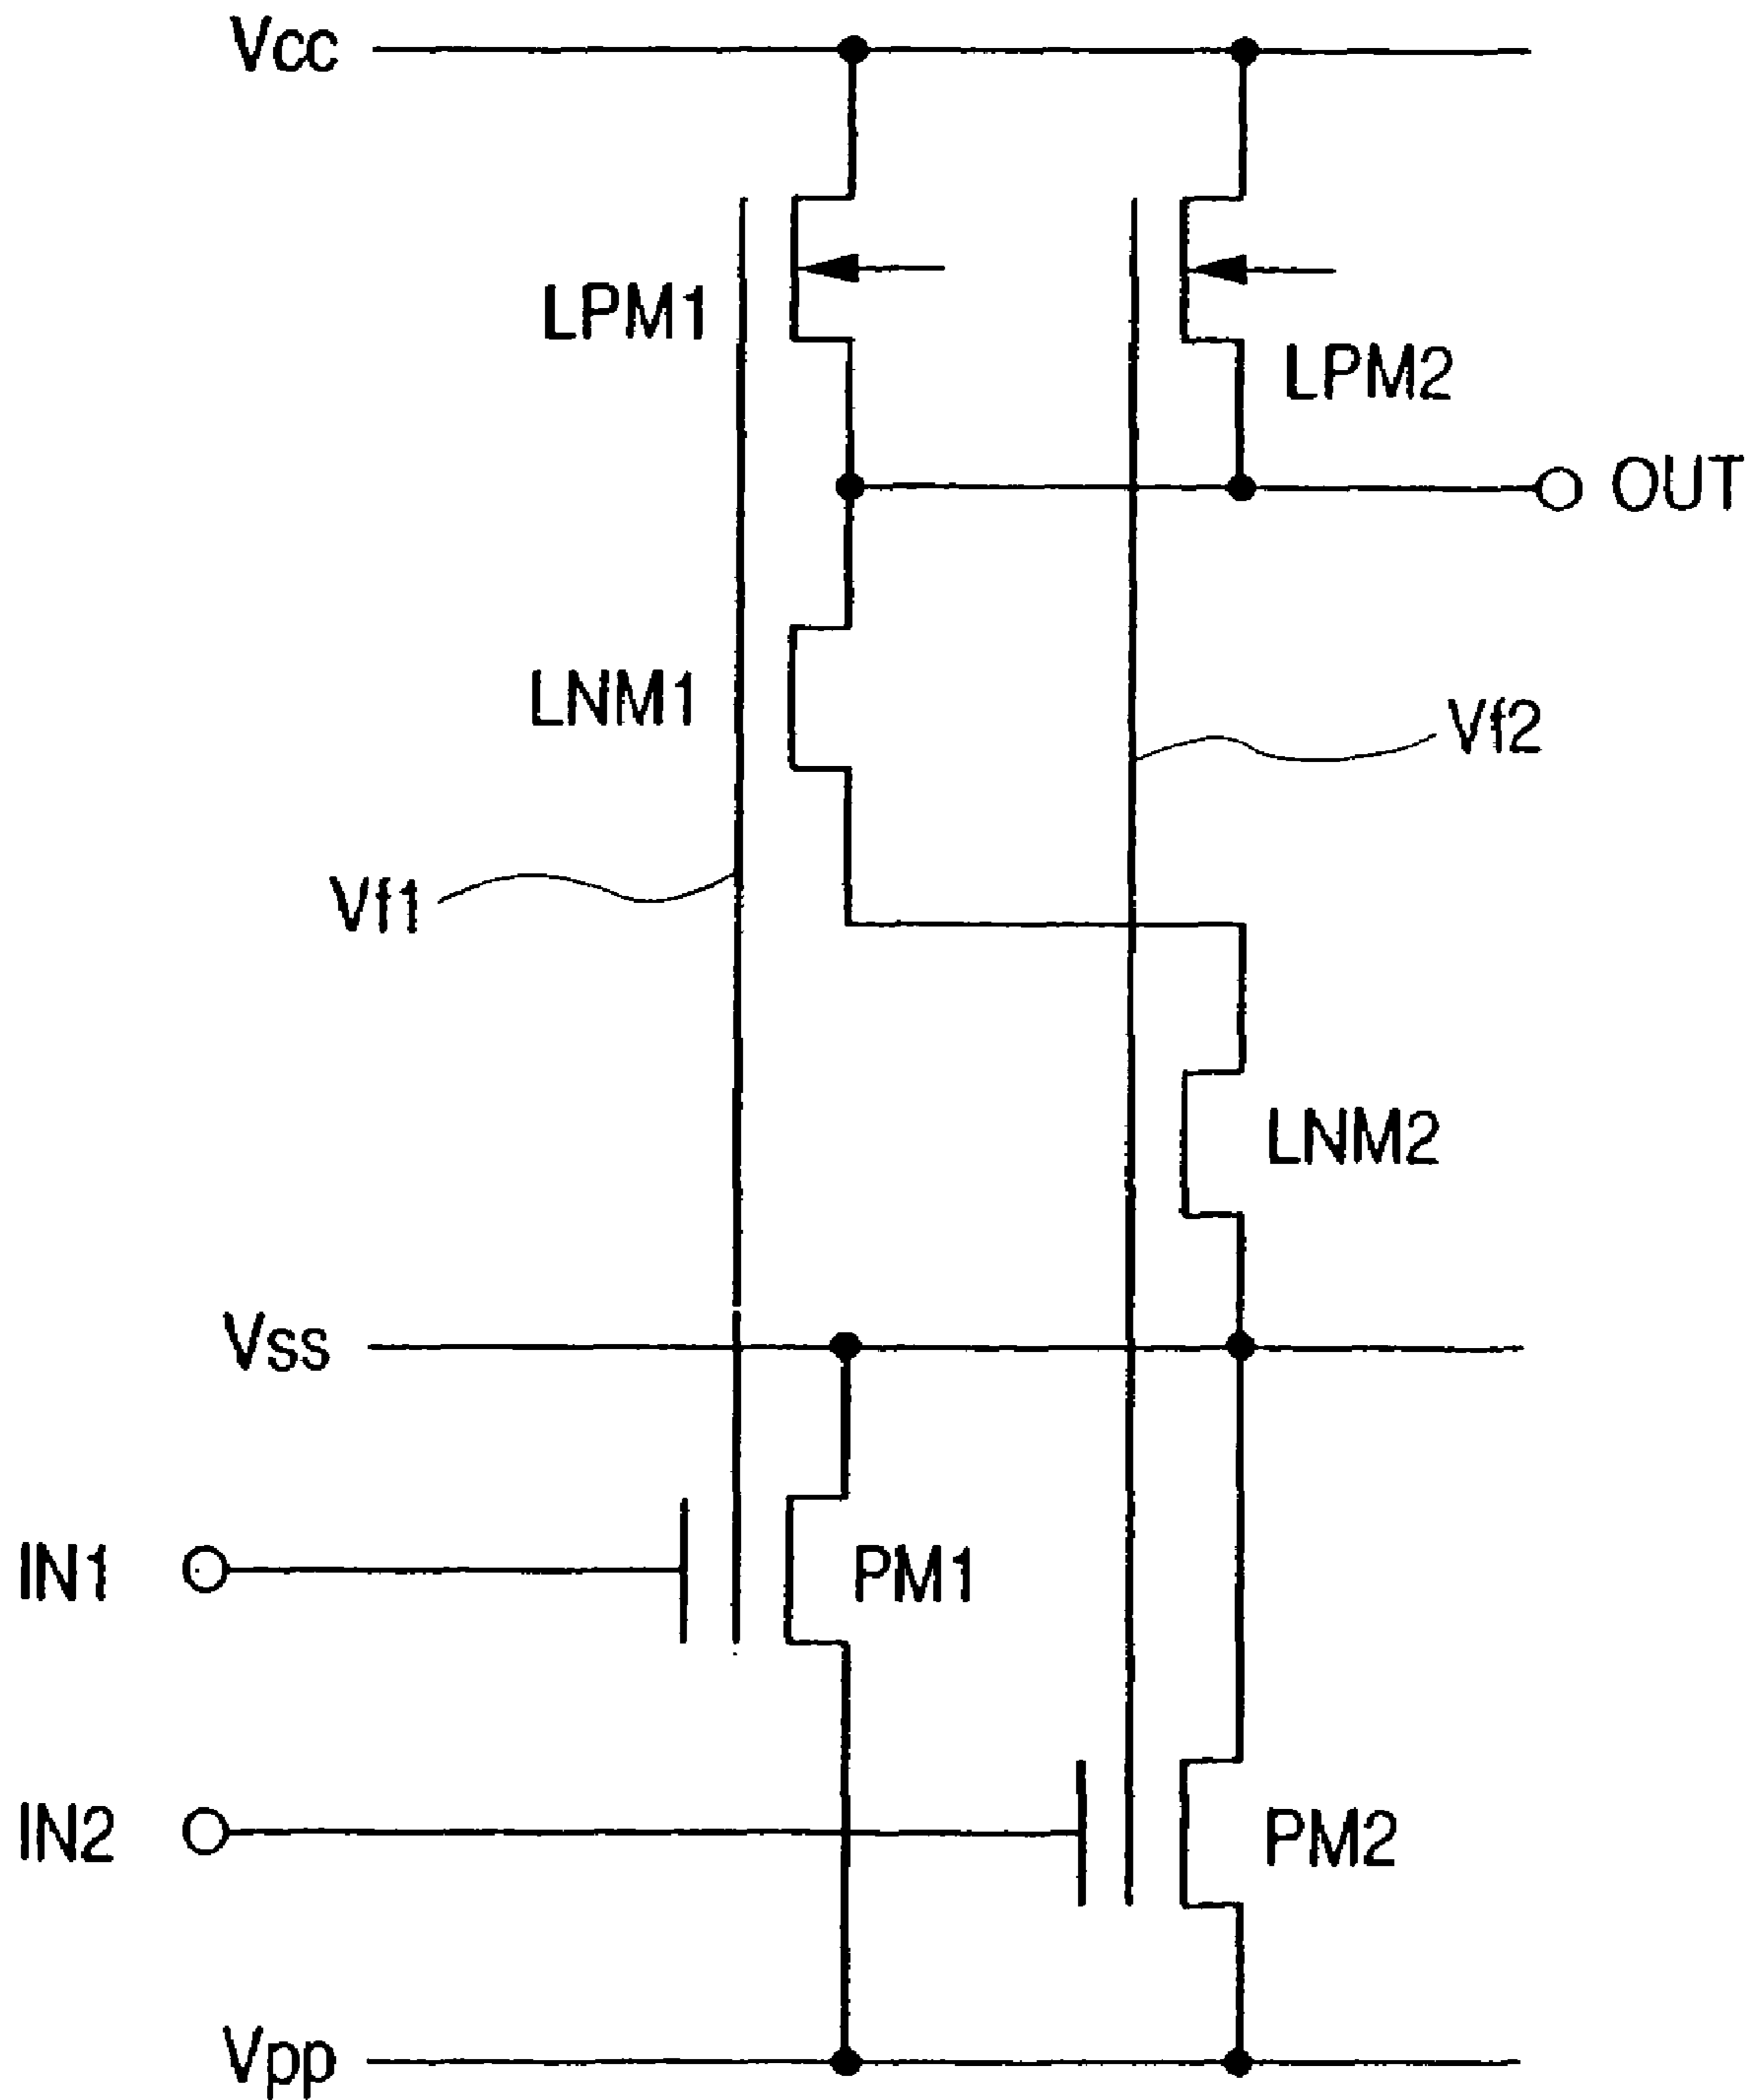 Vcc
LPM1
LPM2
OUT
LNM1
Vf2
Vf1
LNM2
Vss
IN1
PM1
IN2
PM2
Vpp